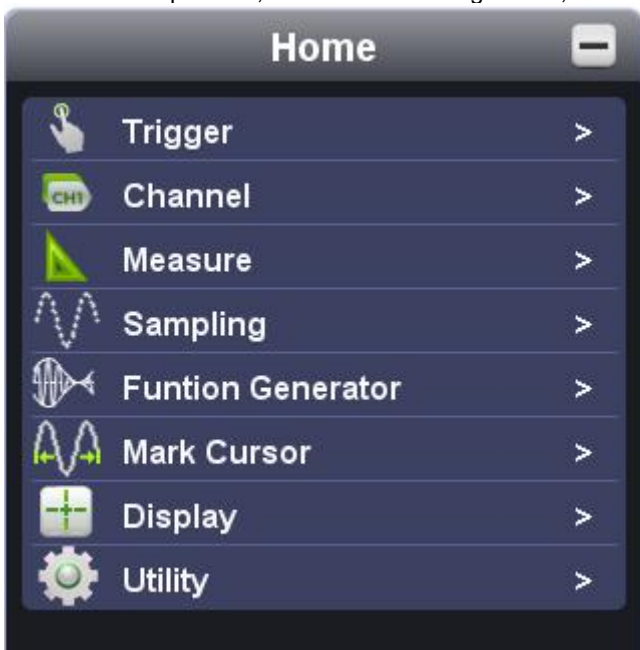 Home
Trigger >
CH1
Channel >
Measure >
Sampling >
Funtion Generator >
Mark Cursor >
Display >
Utility >